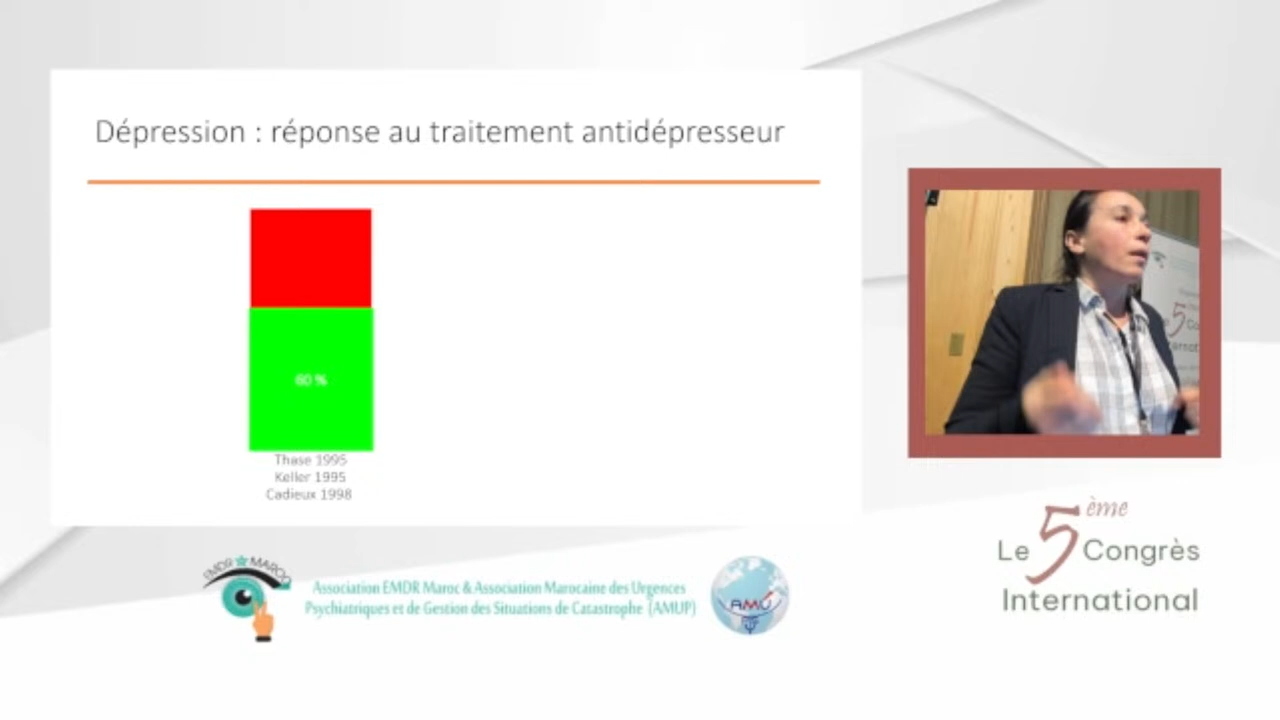 Dépression : réponse au traitement antidépresseur
60 %
Thase 1995
Keller 1995
Cadieux 1998
EMDR MAROC
Association EMDR Maroc & Association Marocaine des Urgences
Psychiatriques et de Gestion des Situations de Catastrophe (AMUP)
AMU
Le 5ème Congrès
International